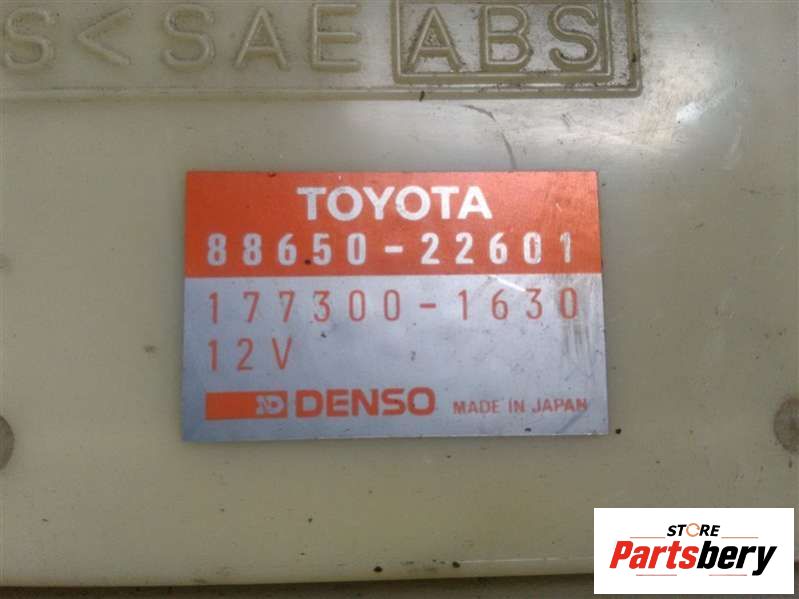 S<SAE ABS
TOYOTA
88650-22601
177300-1630
12V
DENSO MADE IN JAPAN
STORE
Partsbery